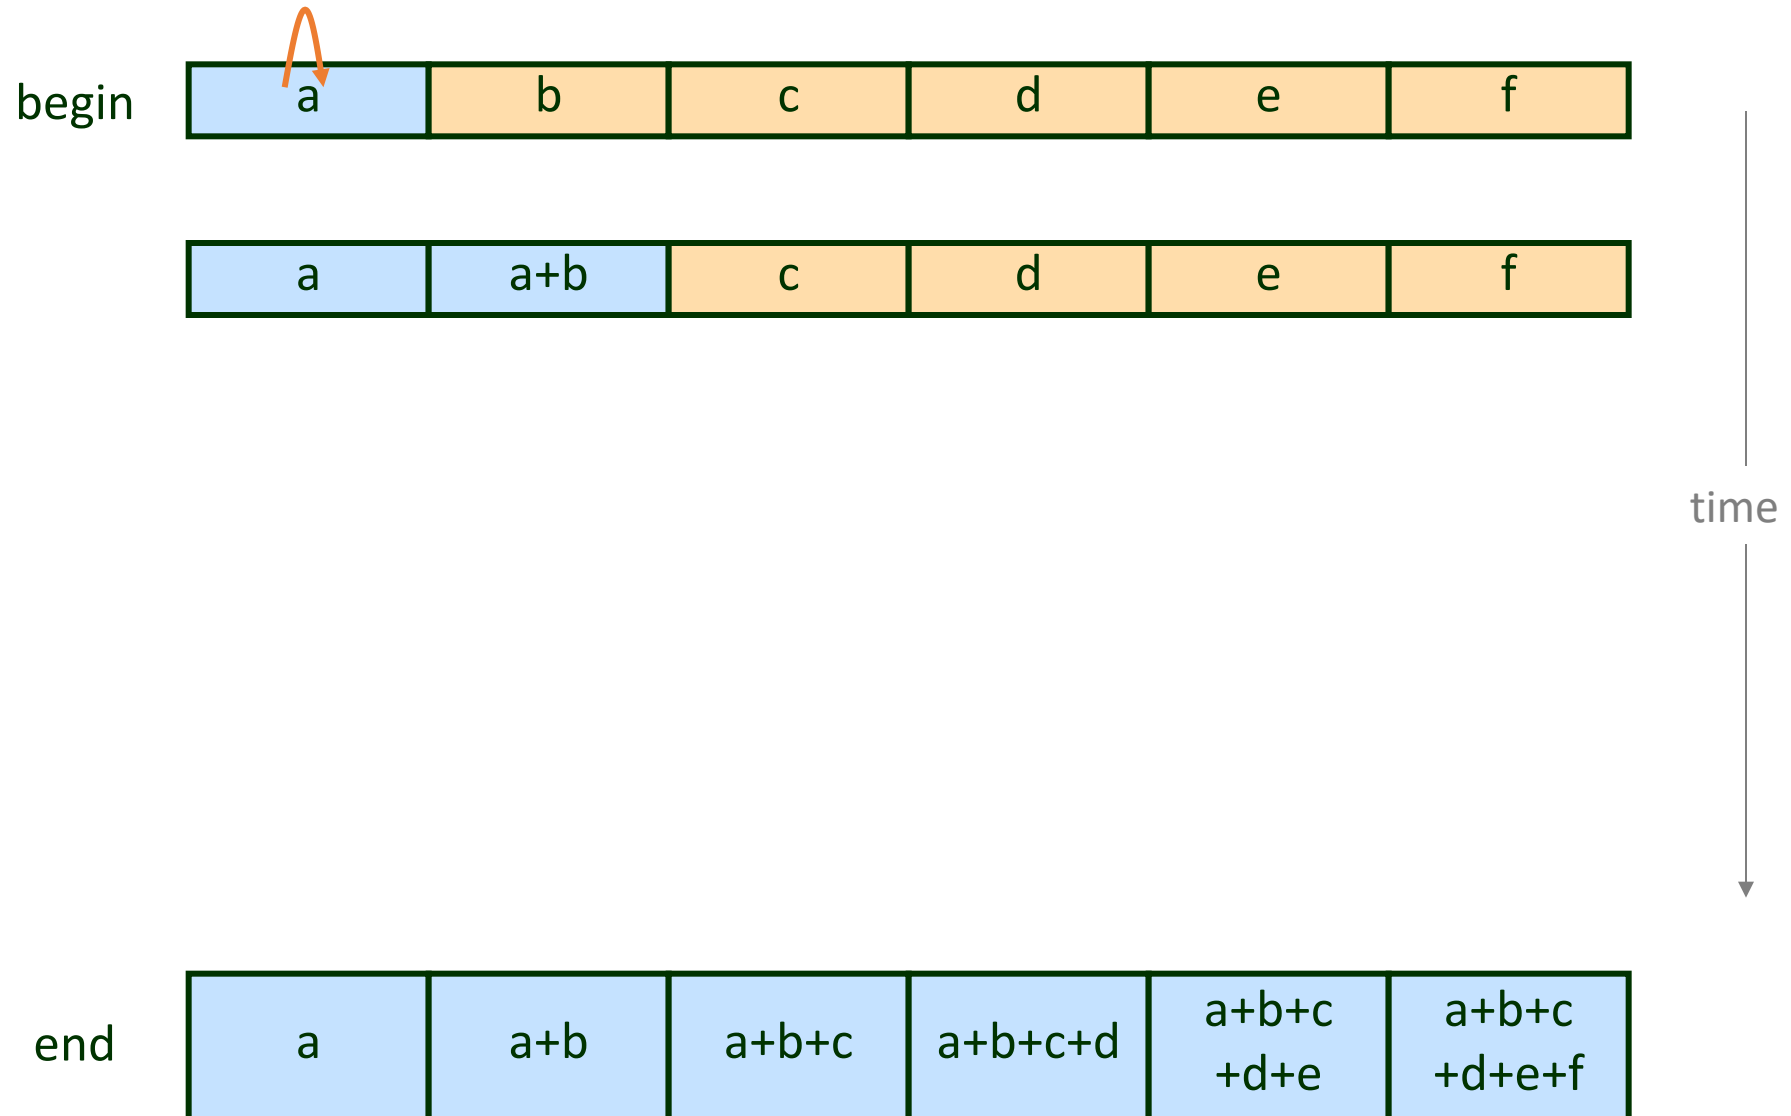 begin a b c d e f
a a+b c d e f
time
end a a+b a+b+c a+b+c+d a+b+c +d+e a+b+c +d+e+f